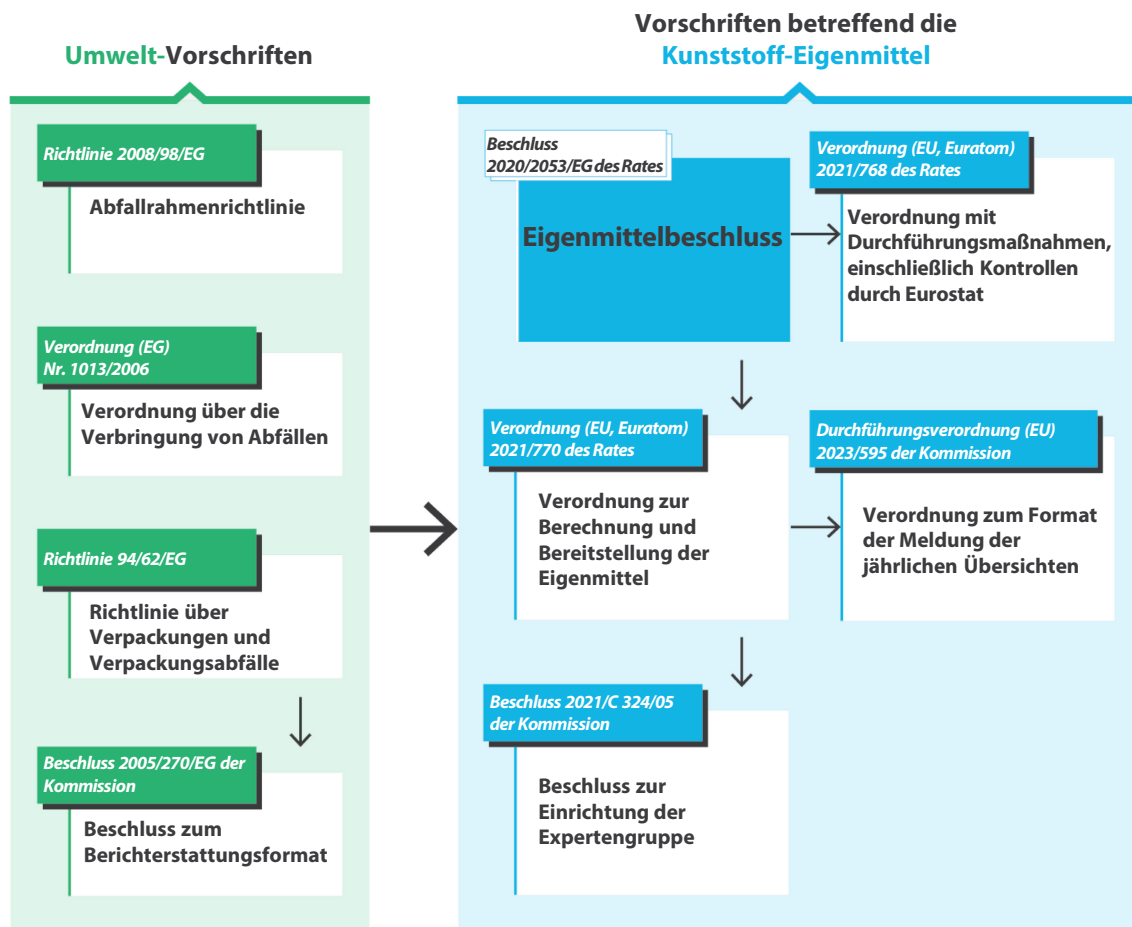 Umwelt-Vorschriften
Richtlinie 2008/98/EG
Abfallrahmenrichtlinie
Verordnung (EG)
Nr. 1013/2006
Verordnung über die
Verbringung von Abfällen
Richtlinie 94/62/EG
Richtlinie über
Verpackungen und
Verpackungsabfälle
Beschluss 2005/270/EG der
Kommission
Beschluss zum
Berichterstattungsformat
Vorschriften betreffend die
Kunststoff-Eigenmittel
Beschluss
2020/2053/EG des Rates
Eigenmittelbeschluss
Verordnung (EU, Euratom)
2021/768 des Rates
Verordnung mit
Durchführungsmaßnahmen,
einschließlich Kontrollen
durch Eurostat
Verordnung (EU, Euratom)
2021/770 des Rates
Verordnung zur
Berechnung und
Bereitstellung der
Eigenmittel
Durchführungsverordnung (EU)
2023/595 der Kommission
Verordnung zum Format
der Meldung der
jährlichen Übersichten
Beschluss 2021/C 324/05
der Kommission
Beschluss zur
Einrichtung der
Expertengruppe